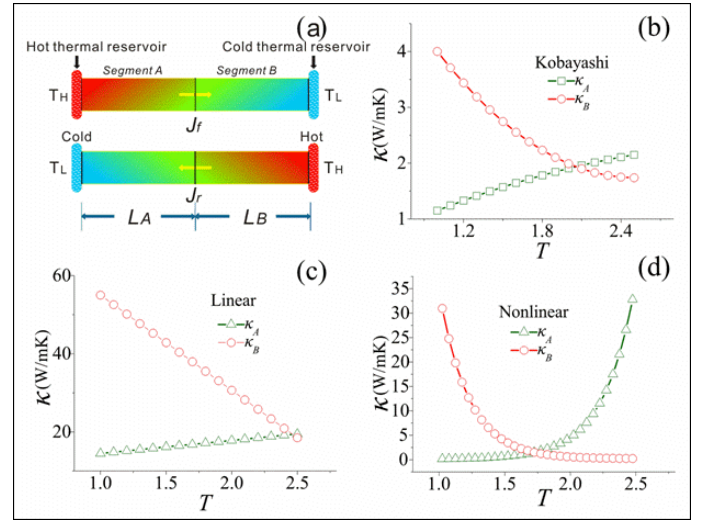 (a)
Hot thermal reservoir
Cold thermal reservoir
Segment A
Segment B
T_H
T_L
J_f
Cold
Hot
T_L
T_H
J_r
L_A
L_B
(b)
Kobayashi
κ_A
κ_B
κ(W/mK)
4
3
2
1
1.2
1.8
2.4
T
(c)
Linear
κ_A
κ_B
κ(W/mK)
60
40
20
1.0
1.5
2.0
2.5
T
(d)
Nonlinear
κ_A
κ_B
κ(W/mK)
35
30
25
20
15
10
5
0
1.0
1.5
2.0
2.5
T